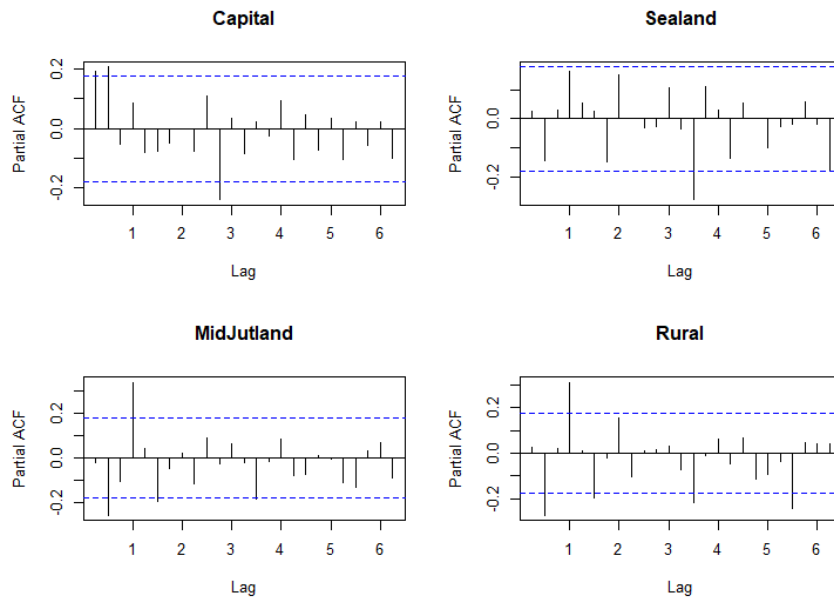 Capital
Partial ACF
0.2
0.0
-0.2
1 2 3 4 5 6
Lag
Sealand
Partial ACF
0.2
0.0
-0.2
1 2 3 4 5 6
Lag
MidJutland
Partial ACF
0.2
0.0
-0.2
1 2 3 4 5 6
Lag
Rural
Partial ACF
0.2
0.0
-0.2
1 2 3 4 5 6
Lag